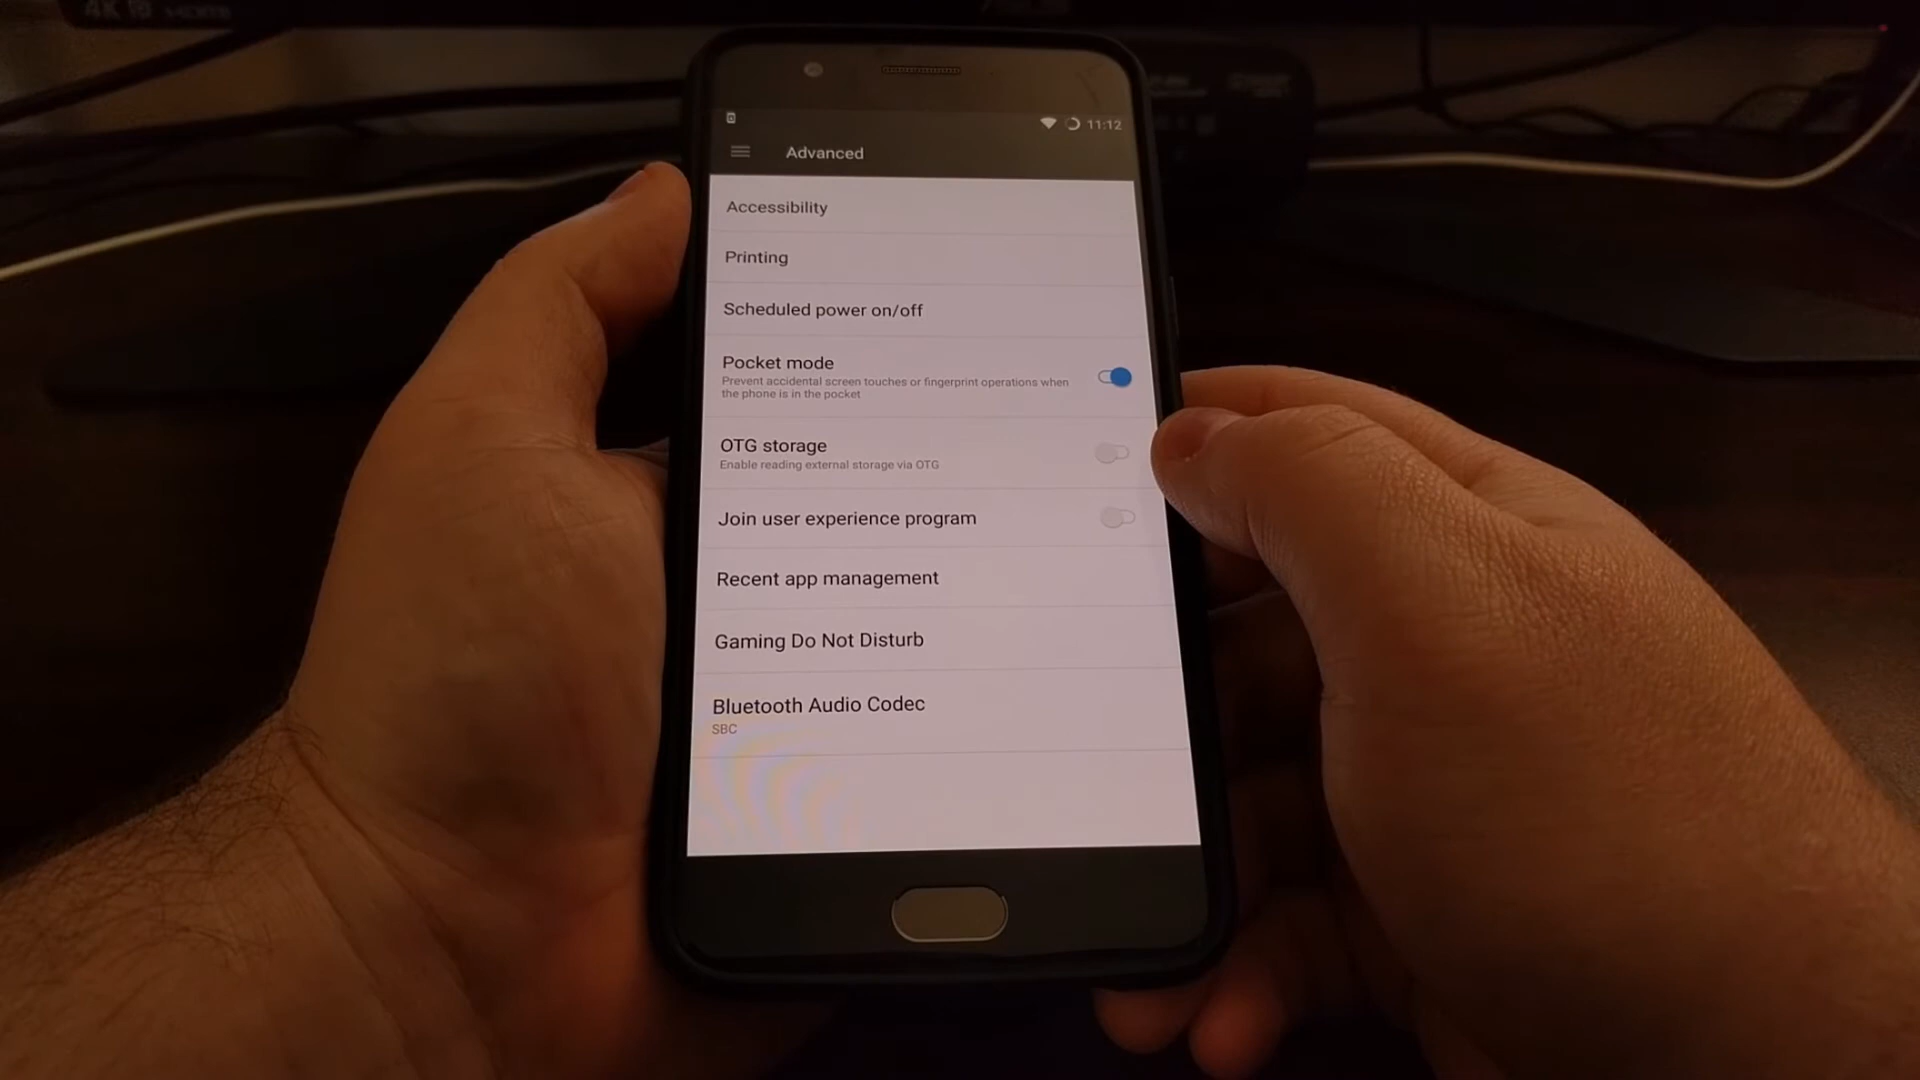 11:12
Advanced
Accessibility
Printing
Scheduled power on/off
Pocket mode
Prevent accidental screen touches or fingerprint operations when
the phone is in the pocket
OTG storage
Enable reading external storage via OTG
Join user experience program
Recent app management
Gaming Do Not Disturb
Bluetooth Audio Codec
SBC